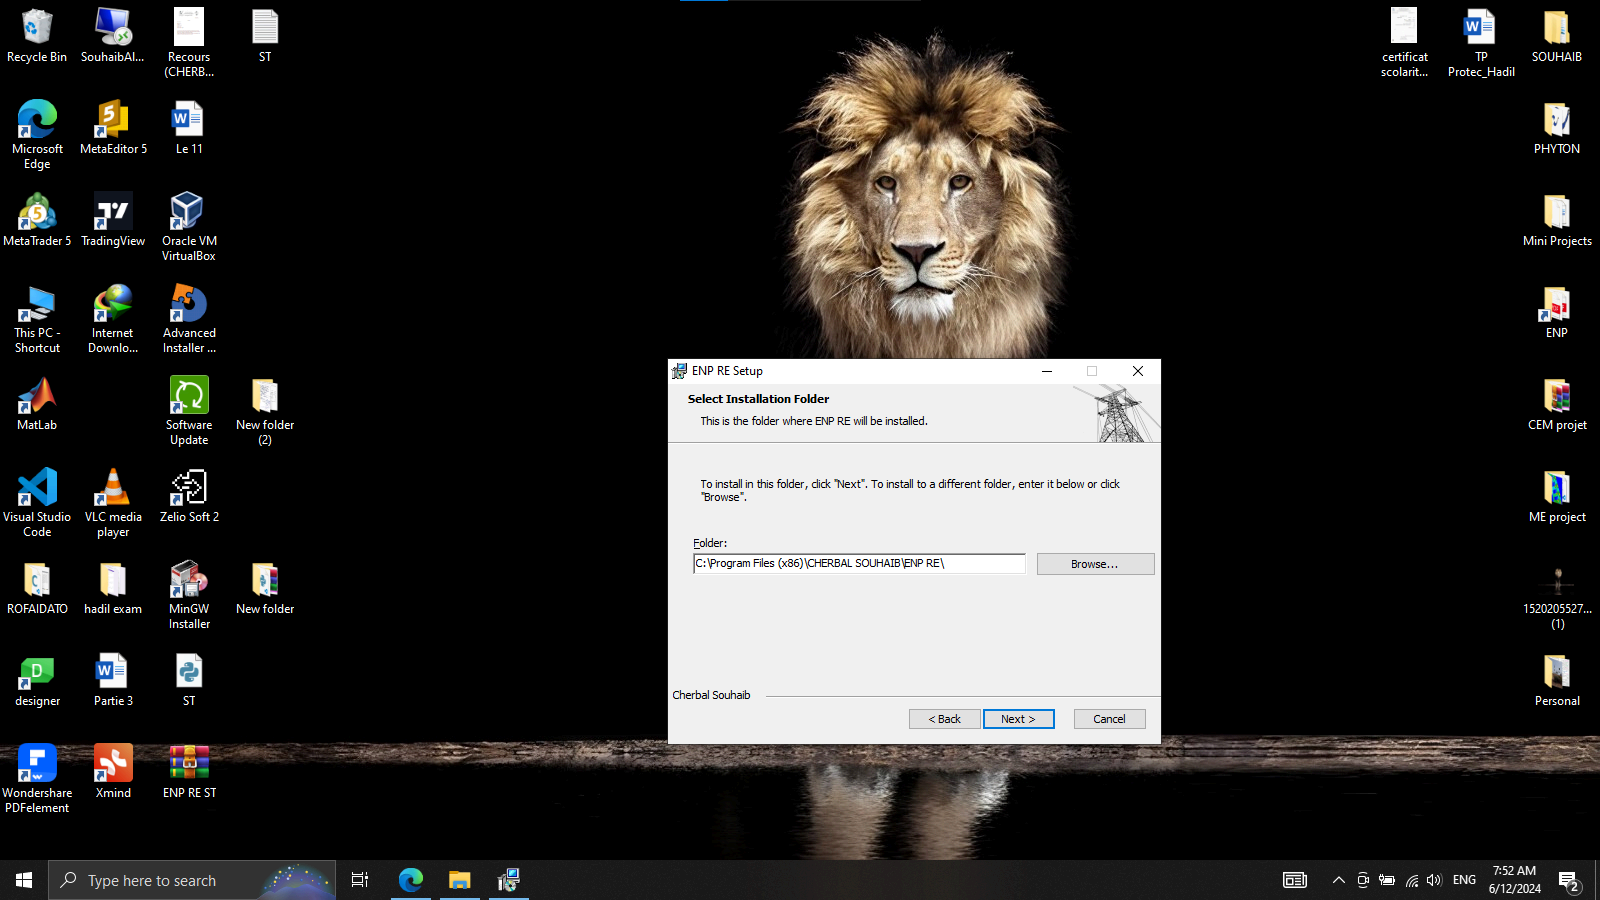 Recycle Bin
SouhaibAl...
Recours
(CHERB...
ST
Microsoft
Edge
MetaEditor 5
Le 11
MetaTrader 5
TradingView
Oracle VM
VirtualBox
This PC -
Shortcut
Internet
Downlo...
Advanced
Installer ...
MatLab
Software
Update
New folder
(2)
Visual Studio
Code
VLC media
player
Zelio Soft 2
ROFAIDATO
hadil exam
MinGW
Installer
New folder
designer
Partie 3
ST
Wondershare
PDFelement
Xmind
ENP RE ST
certificat
scolarit...
TP
Protec_Hadil
SOUHAIB
PHYTON
Mini Projects
ENP
CEM projet
ME project
1520205527...
(1)
Personal
ENP RE Setup
Select Installation Folder
This is the folder where ENP RE will be installed.
To install in this folder, click "Next". To install to a different folder, enter it below or click
"Browse".
Folder:
C:\Program Files (x86)\CHERBAL SOUHAIB\ENP RE\
Browse...
Cherbal Souhaib
< Back
Next >
Cancel
Type here to search
ENG
7:52 AM
6/12/2024
2